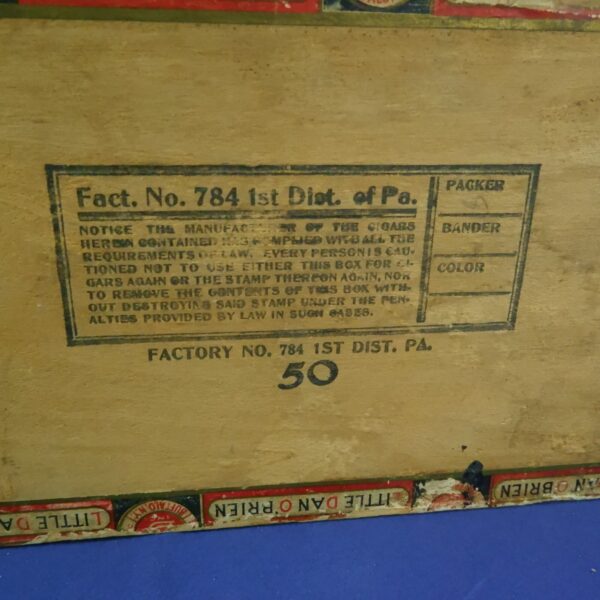 Fact. No. 784 1st Dist. of Pa.
NOTICE THE MANUFACTURER OF THE CIGARS
HEREIN CONTAINED HAS COMPLIED WITH ALL THE
REQUIREMENTS OF LAW. EVERY PERSON IS CAU-
TIONED NOT TO USE EITHER THIS BOX FOR CI-
GARS AGAIN OR THE STAMP THEREON AGAIN, NOR
TO REMOVE THE CONTENTS OF THIS BOX WITH-
OUT DESTROYING SAID STAMP UNDER THE PEN-
ALTIES PROVIDED BY LAW IN SUCH CASES.
PACKER
BANDER
COLOR
FACTORY NO. 784 1ST DIST. PA.
50
LITTLE DA
LITTLE DAN O'BRIEN
DAN O'BRIEN